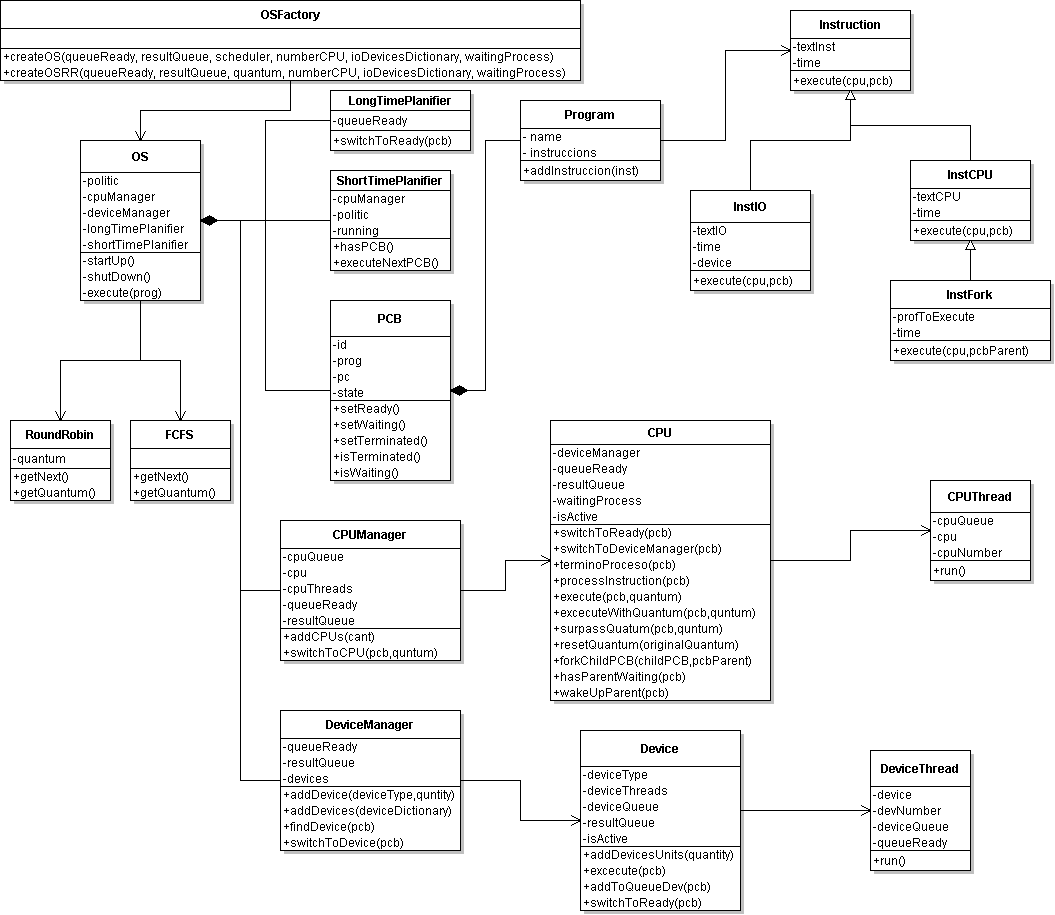 OSFactory
+createOS(queueReady, resultQueue, scheduler, numberCPU, ioDevicesDictionary, waitingProcess)
+createOSRR(queueReady, resultQueue, quantum, numberCPU, ioDevicesDictionary, waitingProcess)
Instruction
-textInst
-time
+execute(cpu,pcb)
LongTimePlanifier
-queueReady
+switchToReady(pcb)
Program
- name
- instruccions
+addInstruccion(inst)
OS
-politic
-cpuManager
-deviceManager
-longTimePlanifier
-shortTimePlanifier
-startUp()
-shutDown()
-execute(prog)
ShortTimePlanifier
-cpuManager
-politic
-running
+hasPCB()
+executeNextPCB()
InstIO
-textIO
-time
-device
+execute(cpu,pcb)
InstCPU
-textCPU
-time
+execute(cpu,pcb)
InstFork
-profToExecute
-time
+execute(cpu,pcbParent)
PCB
-id
-prog
-pc
-state
+setReady()
+setWaiting()
+setTerminated()
+isTerminated()
+isWaiting()
RoundRobin
-quantum
+getNext()
+getQuantum()
FCFS
+getNext()
+getQuantum()
CPUManager
-cpuQueue
-cpu
-cpuThreads
-queueReady
-resultQueue
+addCPUs(cant)
+switchToCPU(pcb,quntum)
CPU
-deviceManager
-queueReady
-resultQueue
-waitingProcess
-isActive
+switchToReady(pcb)
+switchToDeviceManager(pcb)
+terminoProceso(pcb)
+processInstruction(pcb)
+execute(pcb,quantum)
+excecuteWithQuantum(pcb,quntum)
+surpassQuatum(pcb,quntum)
+resetQuantum(originalQuantum)
+forkChildPCB(childPCB,pcbParent)
+hasParentWaiting(pcb)
+wakeUpParent(pcb)
CPUThread
-cpuQueue
-cpu
-cpuNumber
+run()
DeviceManager
-queueReady
-resultQueue
-devices
+addDevice(deviceType,quntity)
+addDevices(deviceDictionary)
+findDevice(pcb)
+switchToDevice(pcb)
Device
-deviceType
-deviceThreads
-deviceQueue
-resultQueue
-isActive
+addDevicesUnits(quantity)
+excecute(pcb)
+addToQueueDev(pcb)
+switchToReady(pcb)
DeviceThread
-device
-devNumber
-deviceQueue
-queueReady
+run()